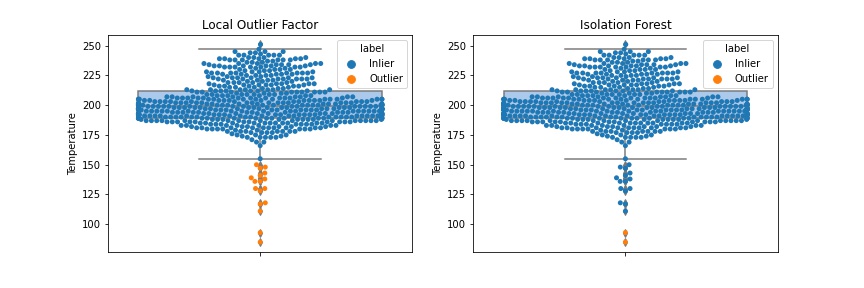 Local Outlier Factor
Temperature
250
225
200
175
150
125
100
label
Inlier
Outlier
Isolation Forest
Temperature
250
225
200
175
150
125
100
label
Inlier
Outlier